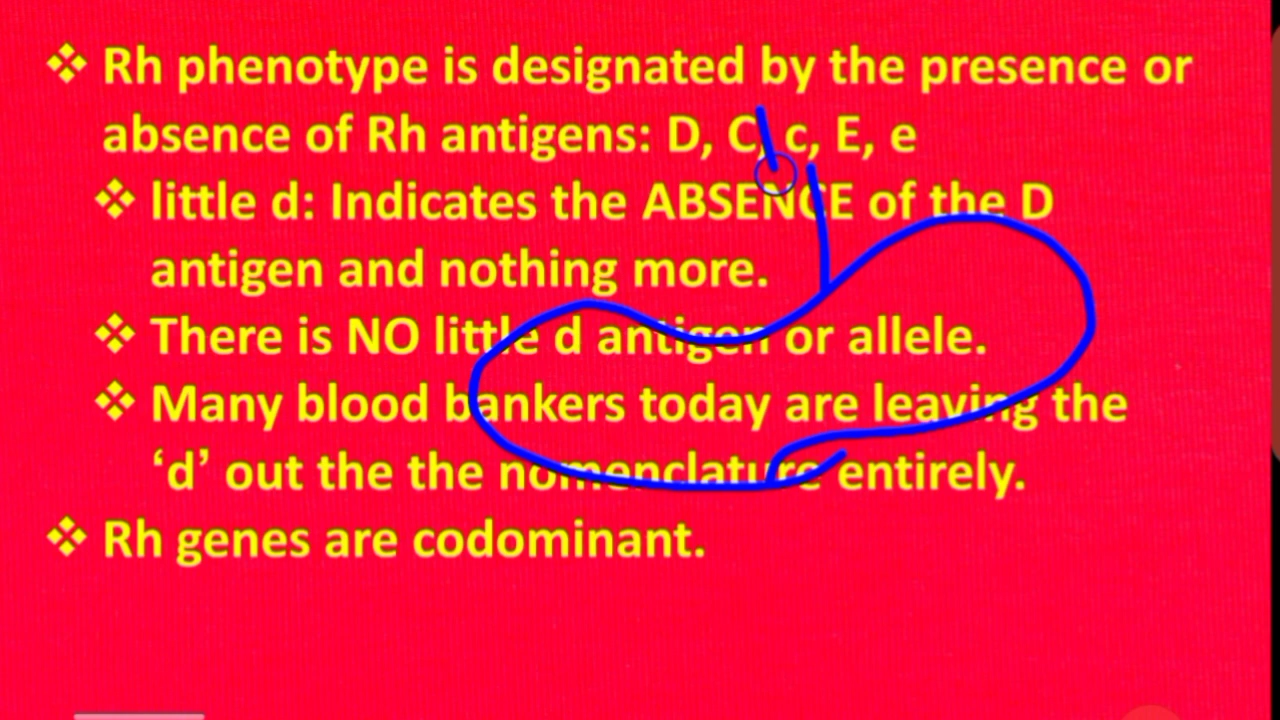 ❖ Rh phenotype is designated by the presence or
absence of Rh antigens: D, C, c, E, e
❖ little d: Indicates the ABSENCE of the D
antigen and nothing more.
❖ There is NO little d antigen or allele.
❖ Many blood bankers today are leaving the
‘d’ out the the nomenclature entirely.
❖ Rh genes are codominant.